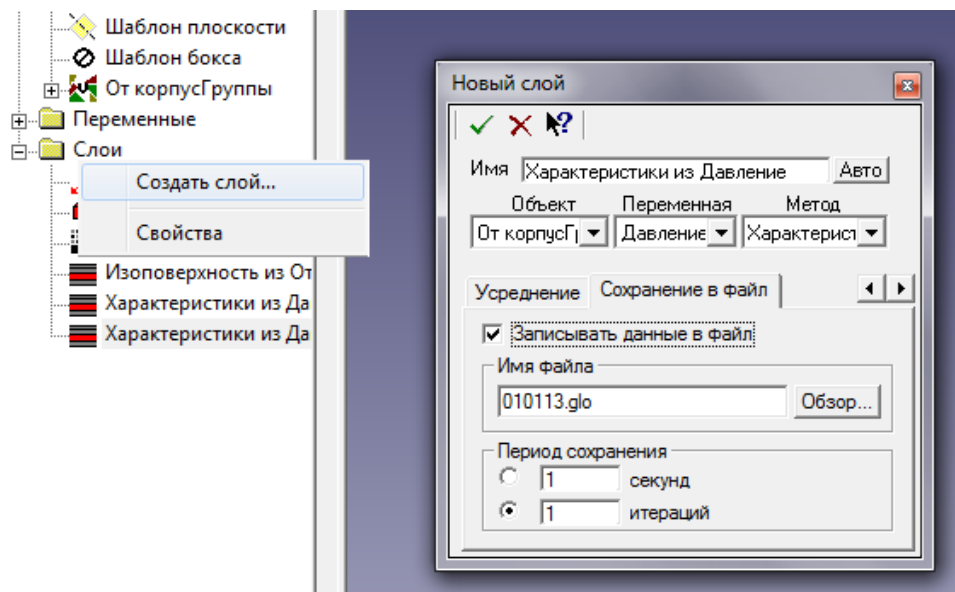 Шаблон плоскости
Шаблон бокса
От корпусГруппы
Переменные
Слои
Создать слой...
Свойства
Изоповерхность из От
Характеристики из Да
Характеристики из Да
Новый слой
Имя Характеристики из Давление Авто
Объект Переменная Метод
От корпусГ Давление Характерист
Усреднение Сохранение в файл
Записывать данные в файл
Имя файла
010113.glo Обзор...
Период сохранения
1 секунд
1 итераций